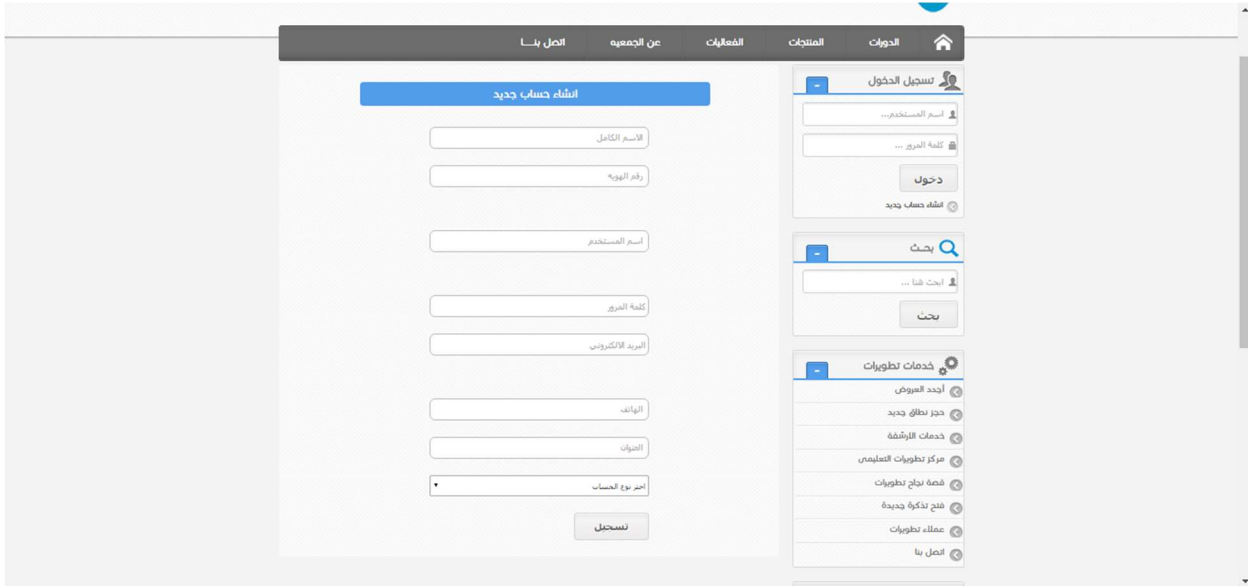 الدورات المنتجات الفعاليات عن الجمعيه اتصل بنـــا
تسجيل الدخول
اسم المستخدم...
كلمة المرور ...
دخول
انشاء حساب جديد
بحث
ابحث هنا ...
بحث
خدمات تطويرات
أجدد العروض
حجز نطاق جديد
خدمات الارشفة
مركز تطويرات التعليمى
قصة نجاح تطويرات
فتح تذكرة جديدة
عملاء تطويرات
اتصل بنا
انشاء حساب جديد
الاسم الكامل
رقم الهويه
اسم المستخدم
كلمة المرور
البريد الالكتروني
الهاتف
العنوان
اختر نوع الحساب
تسجيل